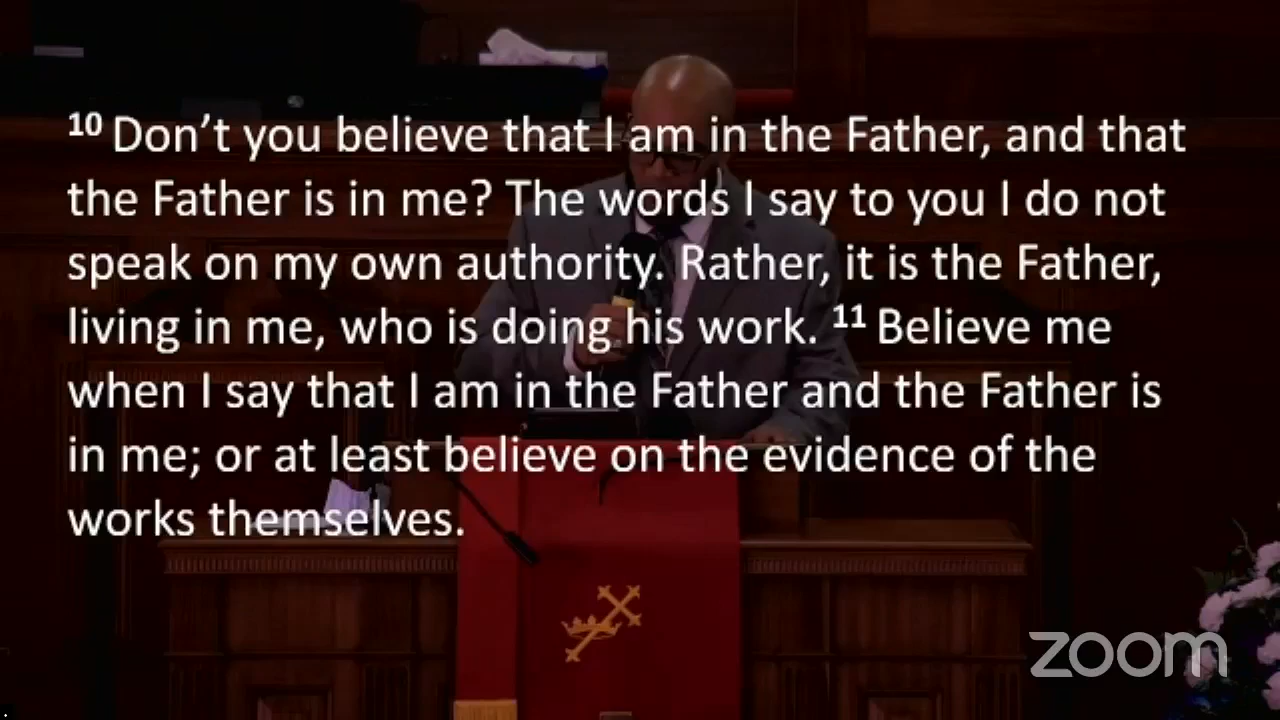 10 Don’t you believe that I am in the Father, and that
the Father is in me? The words I say to you I do not
speak on my own authority. Rather, it is the Father,
living in me, who is doing his work. 11 Believe me
when I say that I am in the Father and the Father is
in me; or at least believe on the evidence of the
works themselves.
zoom